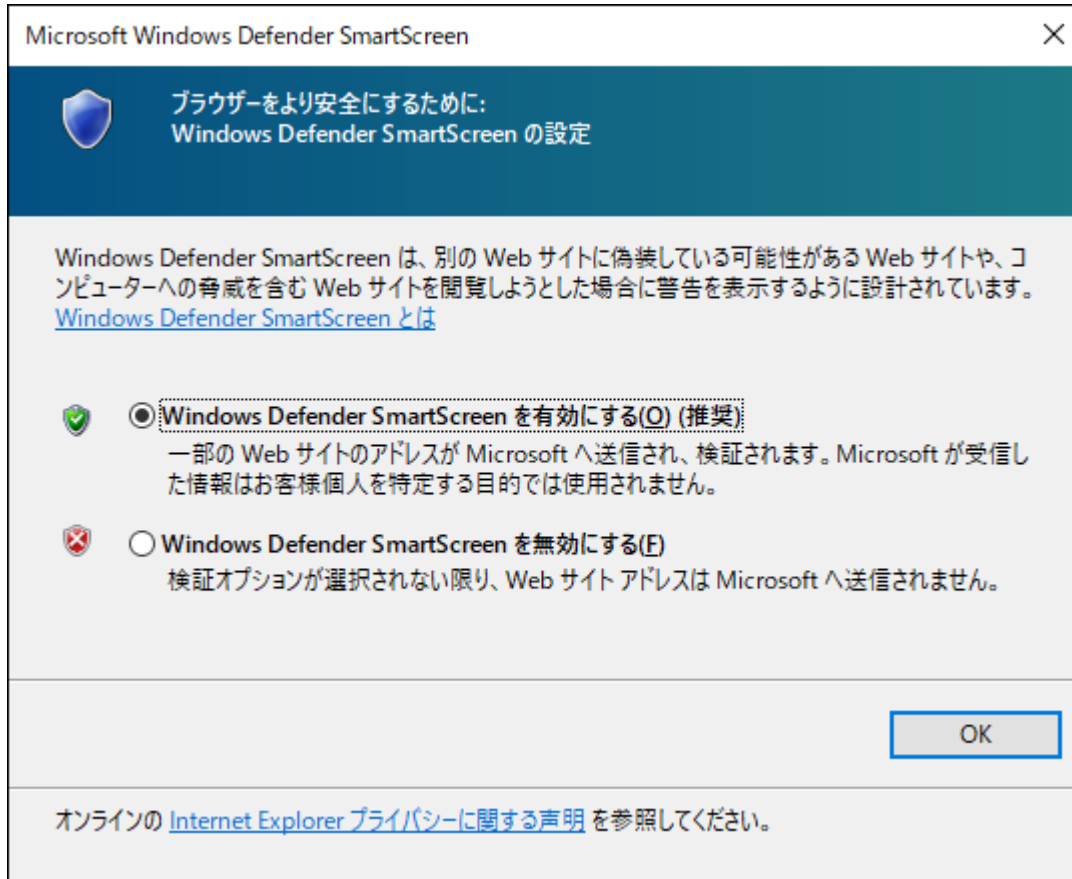 Microsoft Windows Defender SmartScreen
ブラウザーをより安全にするために:
Windows Defender SmartScreen の設定
Windows Defender SmartScreen は、別の Web サイトに偽装している可能性がある Web サイトや、コ
ンピューターへの脅威を含む Web サイトを閲覧しようとした場合に警告を表示するように設計されています。
Windows Defender SmartScreen とは
Windows Defender SmartScreen を有効にする(O) (推奨)
一部の Web サイトのアドレスが Microsoft へ送信され、検証されます。Microsoft が受信し
た情報はお客様個人を特定する目的では使用されません。
Windows Defender SmartScreen を無効にする(F)
検証オプションが選択されない限り、Web サイト アドレスは Microsoft へ送信されません。
OK
オンラインの Internet Explorer プライバシーに関する声明 を参照してください。